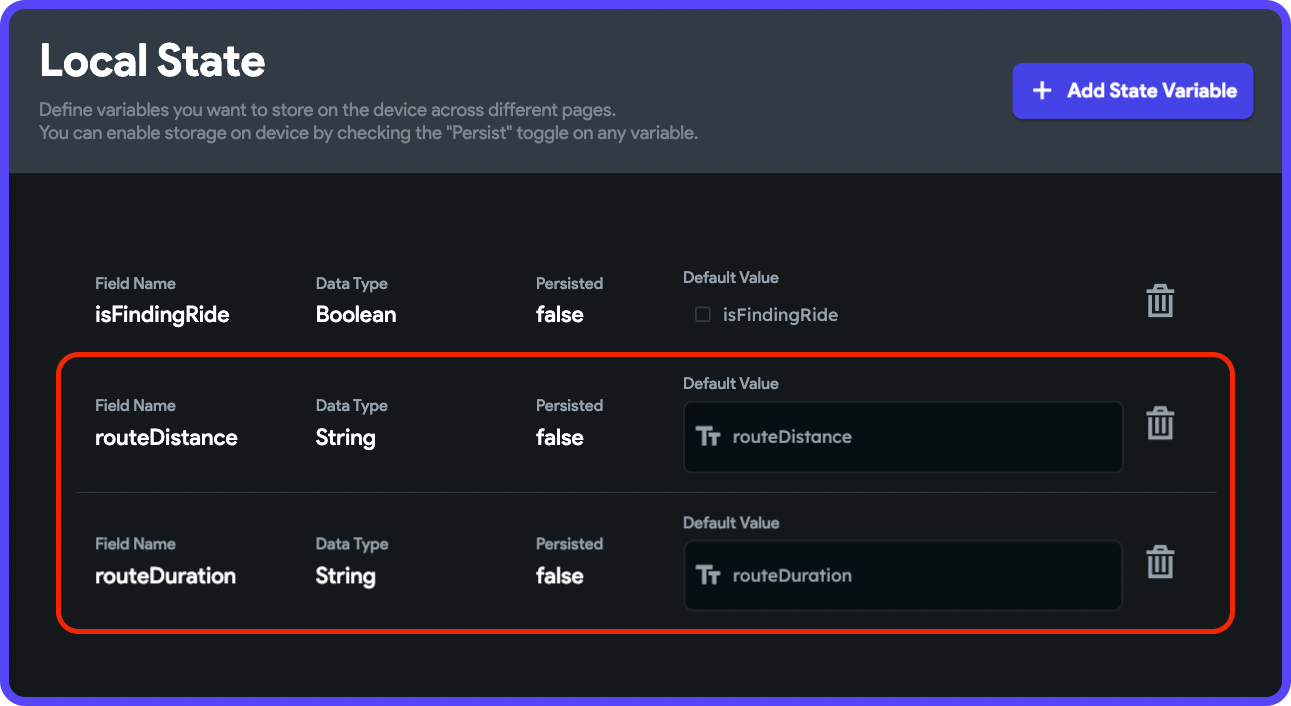 Local State
Define variables you want to store on the device across different pages.
You can enable storage on device by checking the "Persist" toggle on any variable.
+ Add State Variable
Field Name Data Type Persisted Default Value
isFindingRide Boolean false isFindingRide
Field Name Data Type Persisted Default Value
routeDistance String false Tт routeDistance
Field Name Data Type Persisted Default Value
routeDuration String false Tт routeDuration